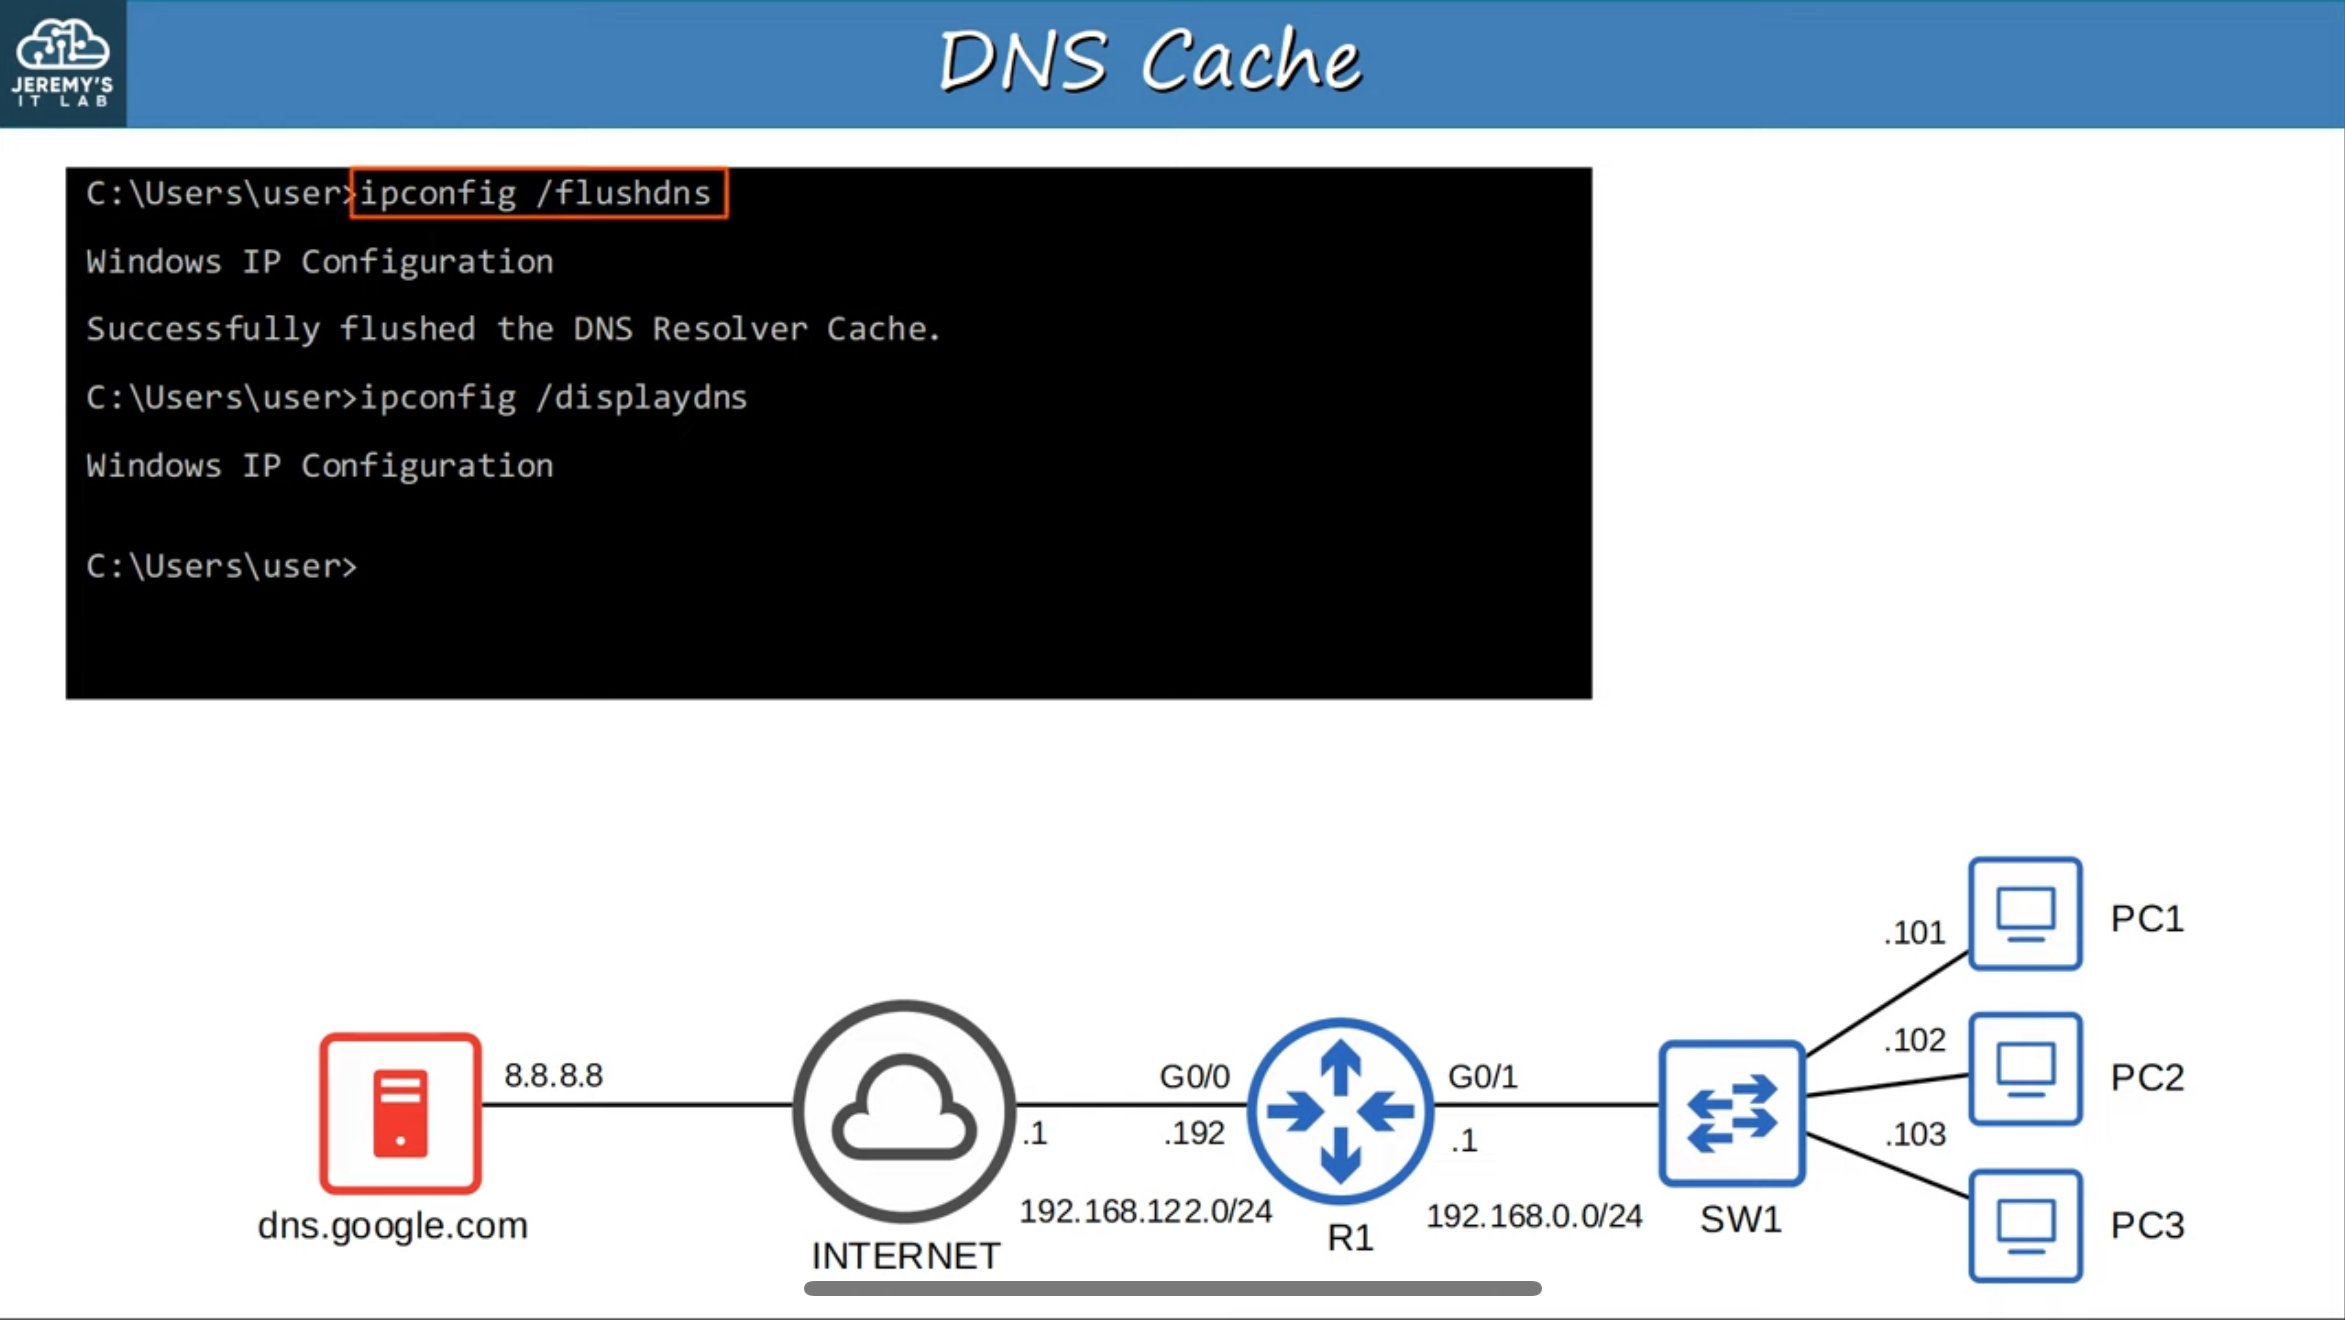 JEREMY'S
IT LAB
DNS Cache
C:\Users\user>ipconfig /flushdns
Windows IP Configuration
Successfully flushed the DNS Resolver Cache.
C:\Users\user>ipconfig /displaydns
Windows IP Configuration
C:\Users\user>
8.8.8.8
dns.google.com
INTERNET
.1
G0/0
.192
192.168.122.0/24
R1
G0/1
.1
192.168.0.0/24
SW1
.101
PC1
.102
PC2
.103
PC3